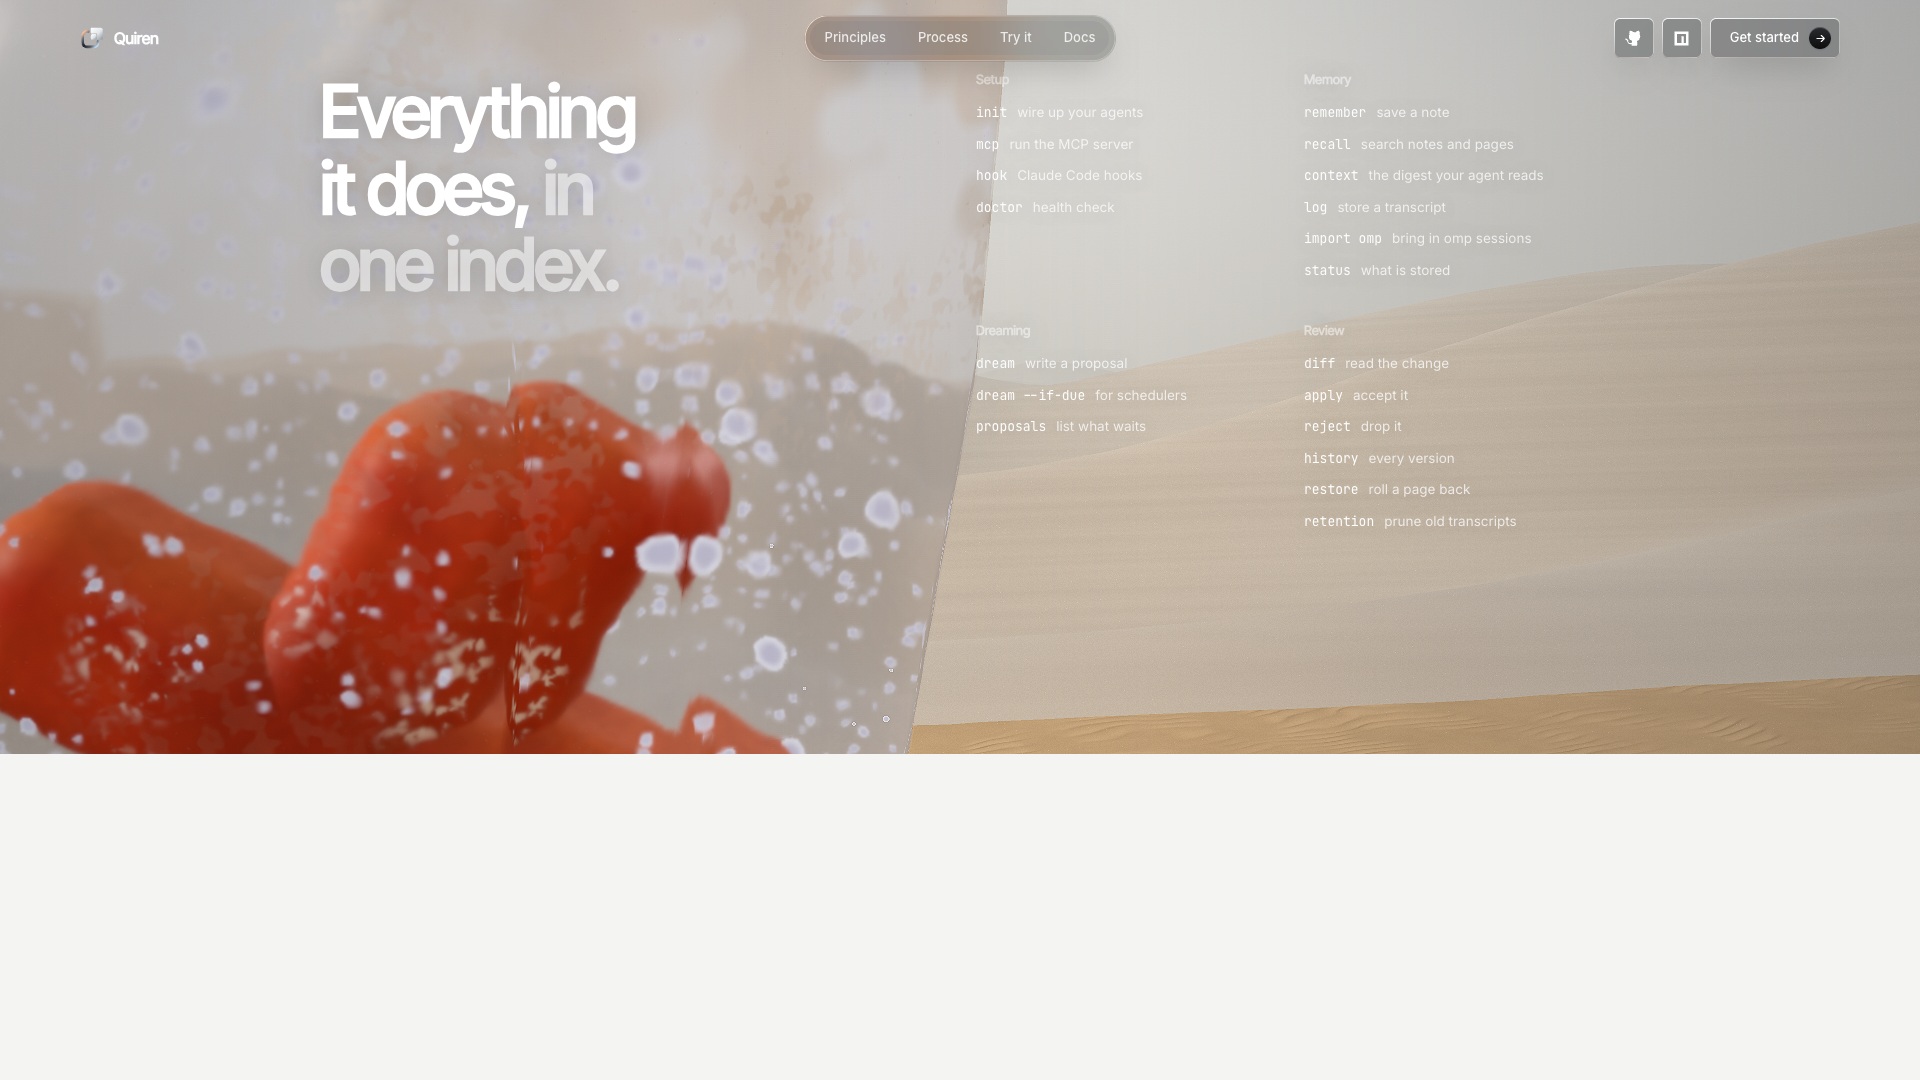 Quiren
Principles
Process
Try it
Docs
Get started
Everything
it does, in
one index.
Setup
init wire up your agents
mcp run the MCP server
hook Claude Code hooks
doctor health check
Memory
remember save a note
recall search notes and pages
context the digest your agent reads
log store a transcript
import omp bring in omp sessions
status what is stored
Dreaming
dream write a proposal
dream --if-due for schedulers
proposals list what waits
Review
diff read the change
apply accept it
reject drop it
history every version
restore roll a page back
retention prune old transcripts